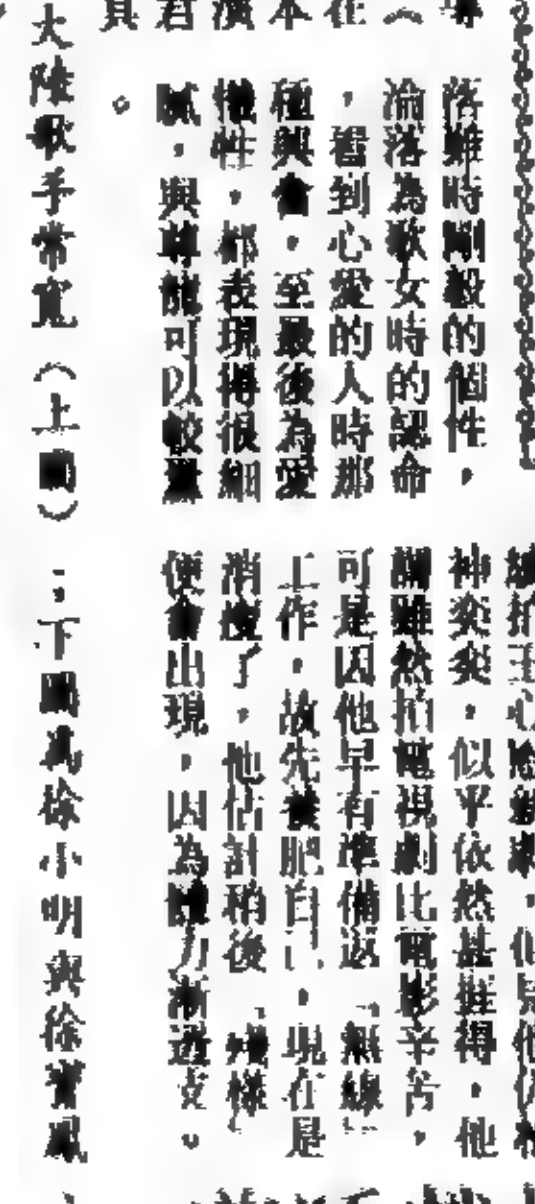 落難時剛毅的個性，
淪落為歌女時的認命
，看到心愛的人時那
種興奮，至最後為愛
犧牲，都表現得很細
膩，與尊龍可以較量
。
神奕奕，似乎依然甚捱得，他
謂雖然拍電視劇比電影辛苦，
可是因他早有準備返「無線」
工作，故先養肥自己，現在是
消瘦了，他估計稍後「殘樣」
便會出現，因為體力漸透支。
大陸歌手常寬（上圖）；下圖為徐小明與徐寶鳳